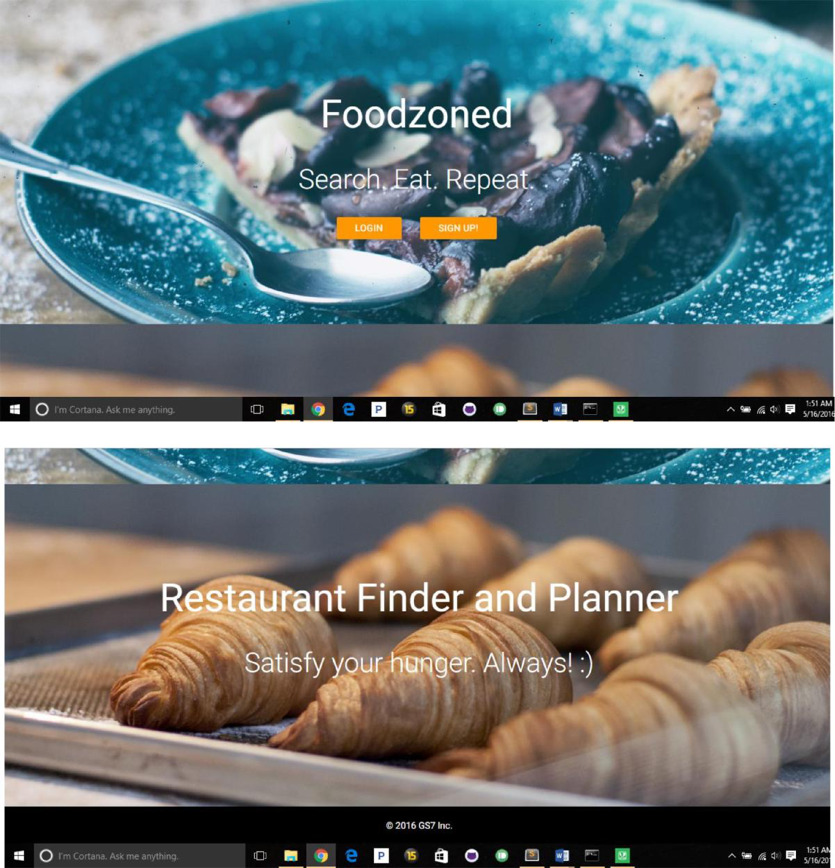 Foodzoned
Search. Eat. Repeat.
LOGIN SIGN UP!
I'm Cortana. Ask me anything.
1:51 AM
5/16/2016
Restaurant Finder and Planner
Satisfy your hunger. Always! :)
© 2016 GS7 Inc.
I'm Cortana. Ask me anything.
1:51 AM
5/16/20